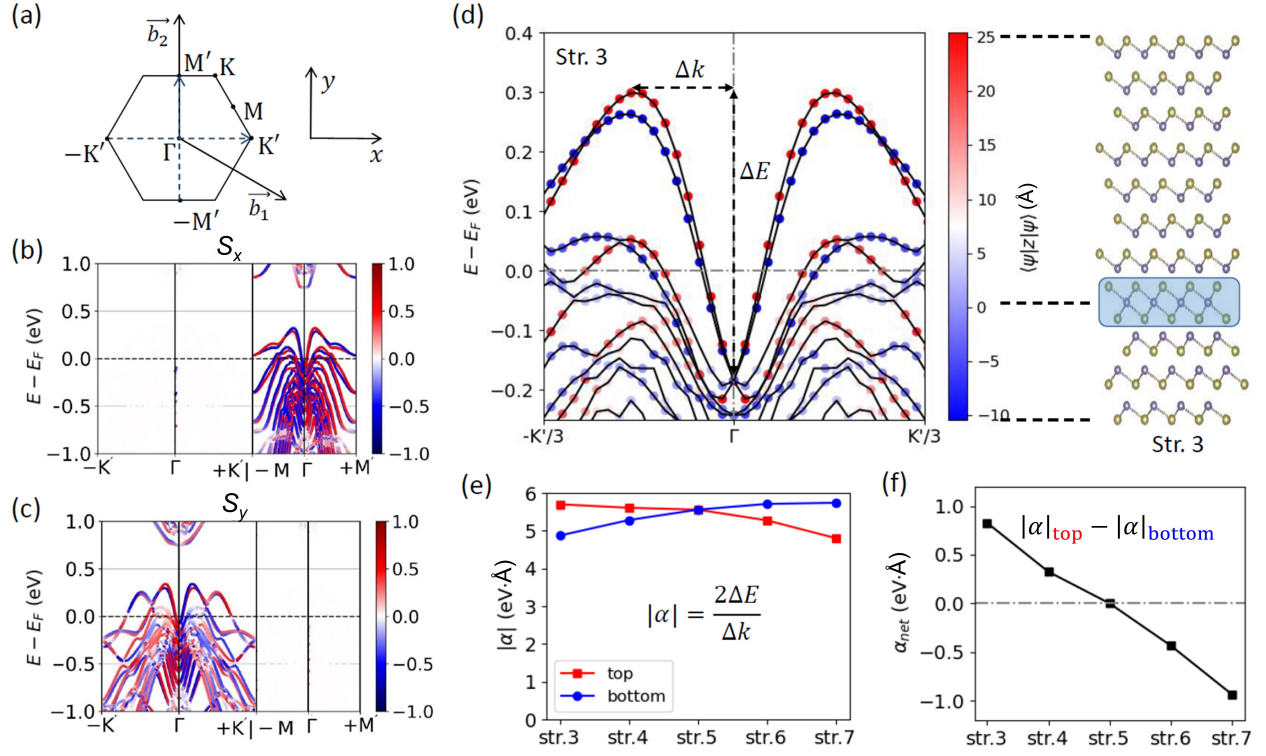 (a)
b₂
M′
K
M
−K′
Γ
K′
−M′
b₁
y
x
(b)
Sₓ
E − E_F (eV)
1.0
0.5
0.0
−0.5
−1.0
−K′ Γ +K′| − M Γ +M′
1.0
0.5
0.0
−0.5
−1.0
(c)
S_y
E − E_F (eV)
1.0
0.5
0.0
−0.5
−1.0
−K′ Γ +K′| − M Γ +M′
1.0
0.5
0.0
−0.5
−1.0
(d)
Str. 3
Δk
ΔE
E − E_F (eV)
0.4
0.3
0.2
0.1
0.0
−0.1
−0.2
-K'/3 Γ K'/3
25
20
15
10
5
0
−5
−10
⟨ψ|z|ψ⟩ (Å)
Str. 3
(e)
|α| (eV·Å)
6
5
4
3
2
1
0
|α| = 2ΔE/Δk
top
bottom
str.3 str.4 str.5 str.6 str.7
(f)
α_net (eV·Å)
1.0
0.5
0.0
−0.5
−1.0
|α|top − |α|bottom
str.3 str.4 str.5 str.6 str.7